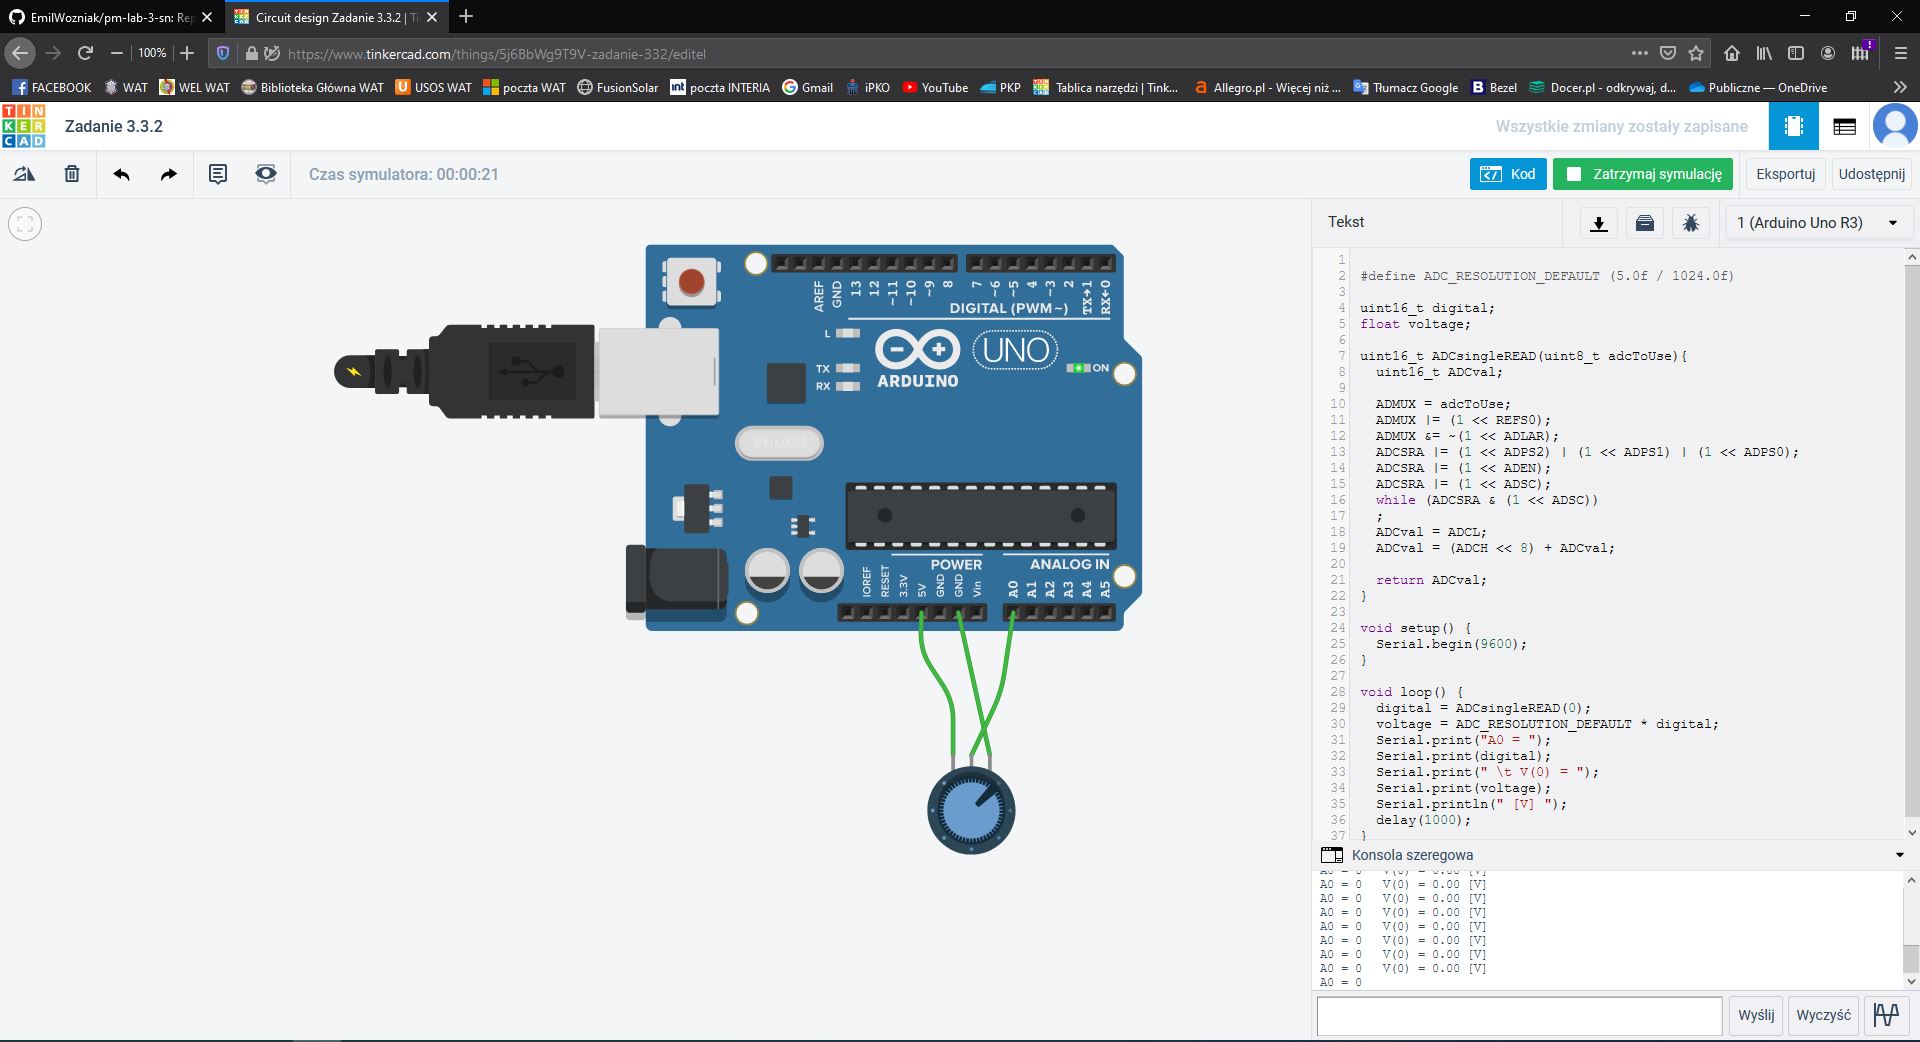 EmilWozniak/pm-lab-3-sn: Rep
Circuit design Zadanie 3.3.2 | Ti
100%
https://www.tinkercad.com/things/5j6BbWg9T9V-zadanie-332/editel
1
FACEBOOK WAT WEL WAT Biblioteka Główna WAT USOS WAT poczta WAT FusionSolar int poczta INTERIA Gmail iPKO YouTube PKP Tablica narzędzi | Tink... Allegro.pl - Więcej niż ... Tłumacz Google Bezel Docer.pl - odkrywaj, d... Publiczne — OneDrive
TIN
KER
CAD
Zadanie 3.3.2
Wszystkie zmiany zostały zapisane
Czas symulatora: 00:00:21
Kod
Zatrzymaj symulację
Eksportuj
Udostępnij
Tekst
1 (Arduino Uno R3)
AREF
GND
13
12
~11
~10
~9
8
7
~6
~5
4
~3
2
TX→1
RX←0
DIGITAL (PWM~)
L
TX
RX
UNO
ARDUINO
ON
SPK16.000G
POWER
ANALOG IN
IOREF
RESET
3.3V
5V
GND
GND
Vin
A0
A1
A2
A3
A4
A5
1
2 #define ADC_RESOLUTION_DEFAULT (5.0f / 1024.0f)
3
4 uint16_t digital;
5 float voltage;
6
7 uint16_t ADCsingleREAD(uint8_t adcToUse){
8 uint16_t ADCval;
9
10 ADMUX = adcToUse;
11 ADMUX |= (1 << REFS0);
12 ADMUX &= ~(1 << ADLAR);
13 ADCSRA |= (1 << ADPS2) | (1 << ADPS1) | (1 << ADPS0);
14 ADCSRA |= (1 << ADEN);
15 ADCSRA |= (1 << ADSC);
16 while (ADCSRA & (1 << ADSC))
17 ;
18 ADCval = ADCL;
19 ADCval = (ADCH << 8) + ADCval;
20
21 return ADCval;
22 }
23
24 void setup() {
25 Serial.begin(9600);
26 }
27
28 void loop() {
29 digital = ADCsingleREAD(0);
30 voltage = ADC_RESOLUTION_DEFAULT * digital;
31 Serial.print("A0 = ");
32 Serial.print(digital);
33 Serial.print(" \t V(0) = ");
34 Serial.print(voltage);
35 Serial.println(" [V] ");
36 delay(1000);
37 }
Konsola szeregowa
A0 = 0 V(0) = 0.00 [V]
A0 = 0 V(0) = 0.00 [V]
A0 = 0 V(0) = 0.00 [V]
A0 = 0 V(0) = 0.00 [V]
A0 = 0 V(0) = 0.00 [V]
A0 = 0 V(0) = 0.00 [V]
A0 = 0 V(0) = 0.00 [V]
A0 = 0 V(0) = 0.00 [V]
A0 = 0
Wyślij
Wyczyść